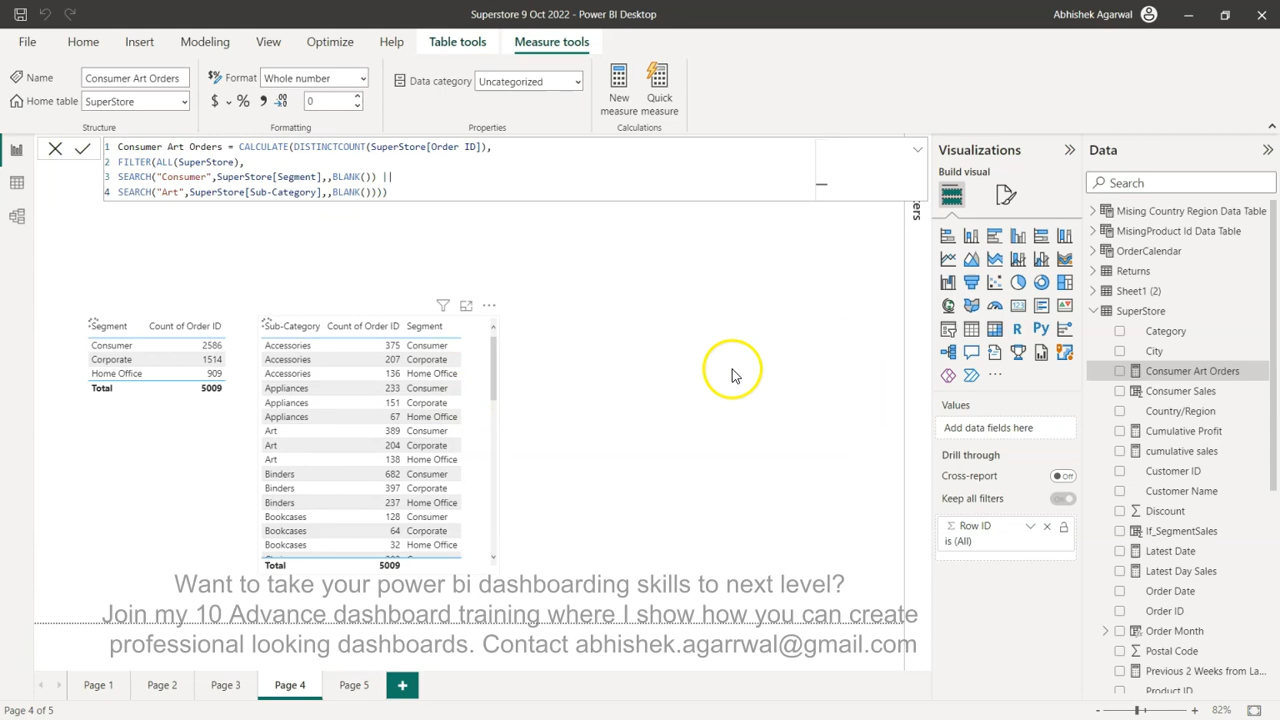 Superstore 9 Oct 2022 - Power BI Desktop
Abhishek Agarwal
File Home Insert Modeling View Optimize Help Table tools Measure tools
Name Consumer Art Orders
Home table SuperStore
Structure
Format Whole number
$ % 0
Formatting
Data category Uncategorized
Properties
New measure
Quick measure
Calculations
1 Consumer Art Orders = CALCULATE(DISTINCTCOUNT(SuperStore[Order ID]),
2 FILTER(ALL(SuperStore),
3 SEARCH("Consumer",SuperStore[Segment],,BLANK()) ||
4 SEARCH("Art",SuperStore[Sub-Category],,BLANK())))
Segment Count of Order ID
Consumer 2586
Corporate 1514
Home Office 909
Total 5009
Sub-Category Count of Order ID Segment
Accessories 375 Consumer
Accessories 207 Corporate
Accessories 136 Home Office
Appliances 233 Consumer
Appliances 151 Corporate
Appliances 67 Home Office
Art 389 Consumer
Art 204 Corporate
Art 138 Home Office
Binders 682 Consumer
Binders 397 Corporate
Binders 237 Home Office
Bookcases 128 Consumer
Bookcases 64 Corporate
Bookcases 32 Home Office
Total 5009
Want to take your power bi dashboarding skills to next level?
Join my 10 Advance dashboard training where I show how you can create
professional looking dashboards. Contact abhishek.agarrwal@gmail.com
Visualizations
Build visual
R Py
Values
Add data fields here
Drill through
Cross-report Off
Keep all filters
Row ID
is (All)
Data
Search
Mising Country Region Data Table
MisingProduct Id Data Table
OrderCalendar
Returns
Sheet1 (2)
SuperStore
Category
City
Consumer Art Orders
Consumer Sales
Country/Region
Cumulative Profit
cumulative sales
Customer ID
Customer Name
Discount
If_SegmentSales
Latest Date
Latest Day Sales
Order Date
Order ID
Order Month
Postal Code
Previous 2 Weeks from La...
Product ID
Page 1 Page 2 Page 3 Page 4 Page 5 +
Page 4 of 5
- + 82%